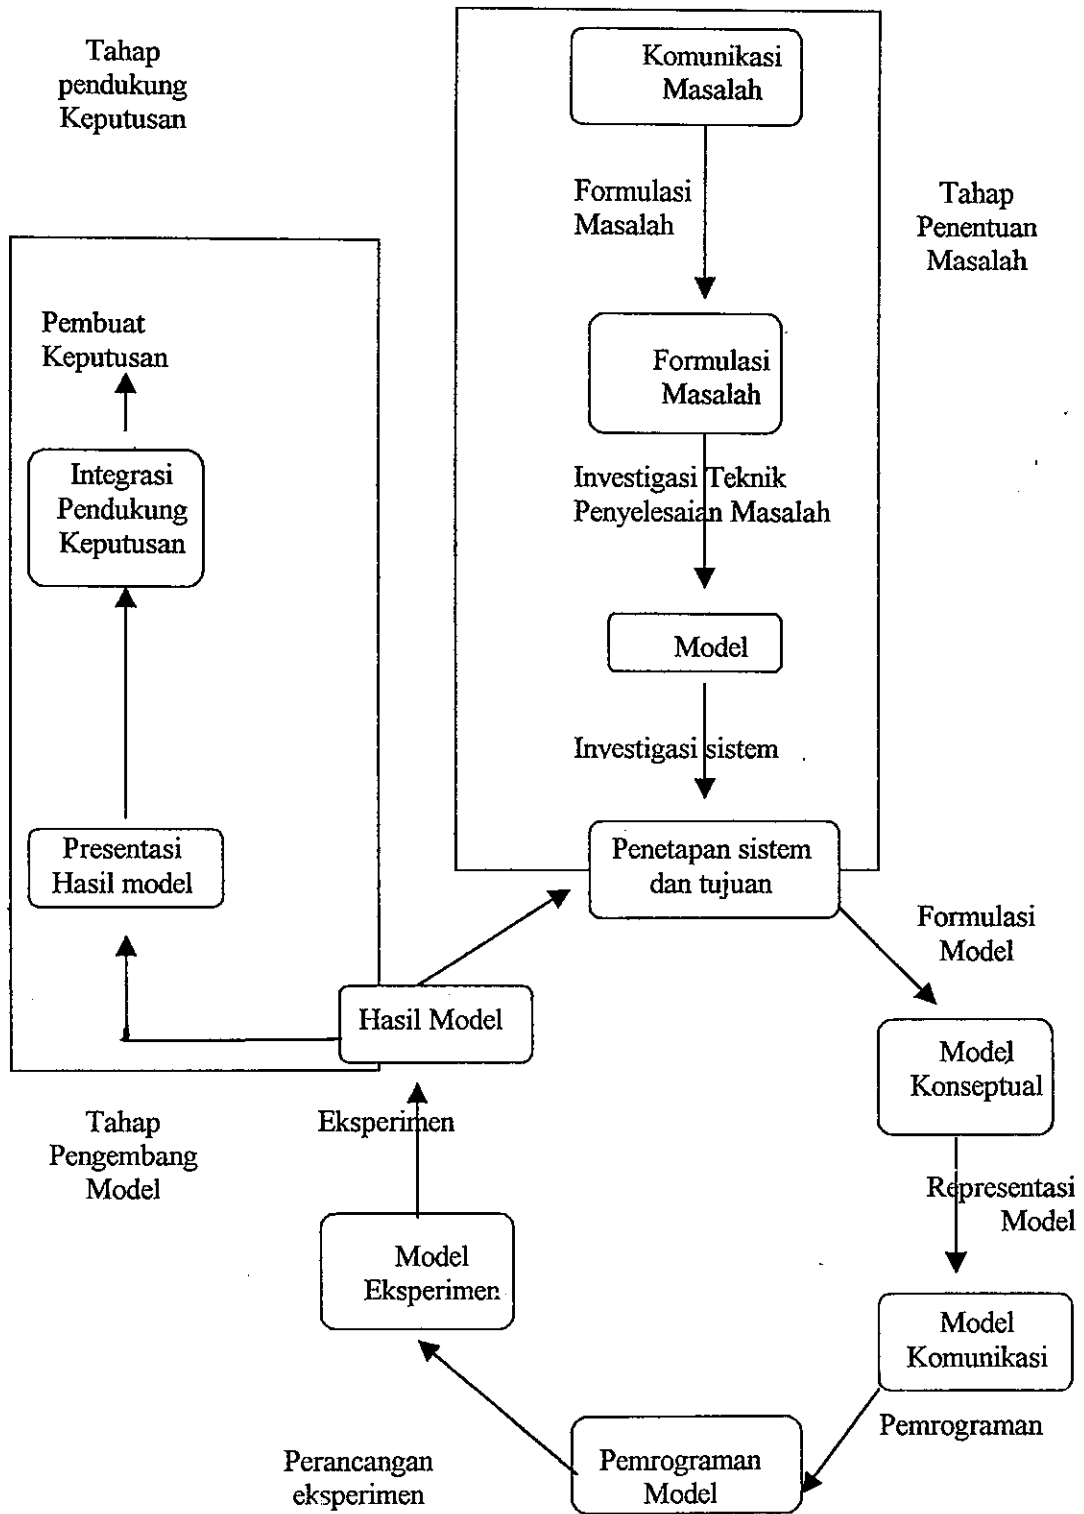 Tahap
pendukung
Keputusan
Komunikasi
Masalah
Formulasi
Masalah
Tahap
Penentuan
Masalah
Formulasi
Masalah
Investigasi Teknik
Penyelesaian Masalah
Model
Investigasi sistem
Penetapan sistem
dan tujuan
Pembuat
Keputusan
Integrasi
Pendukung
Keputusan
Presentasi
Hasil model
Formulasi
Model
Hasil Model
Model
Konseptual
Tahap
Pengembang
Model
Eksperimen
Representasi
Model
Model
Eksperimen
Model
Komunikasi
Pemrograman
Perancangan
eksperimen
Pemrograman
Model